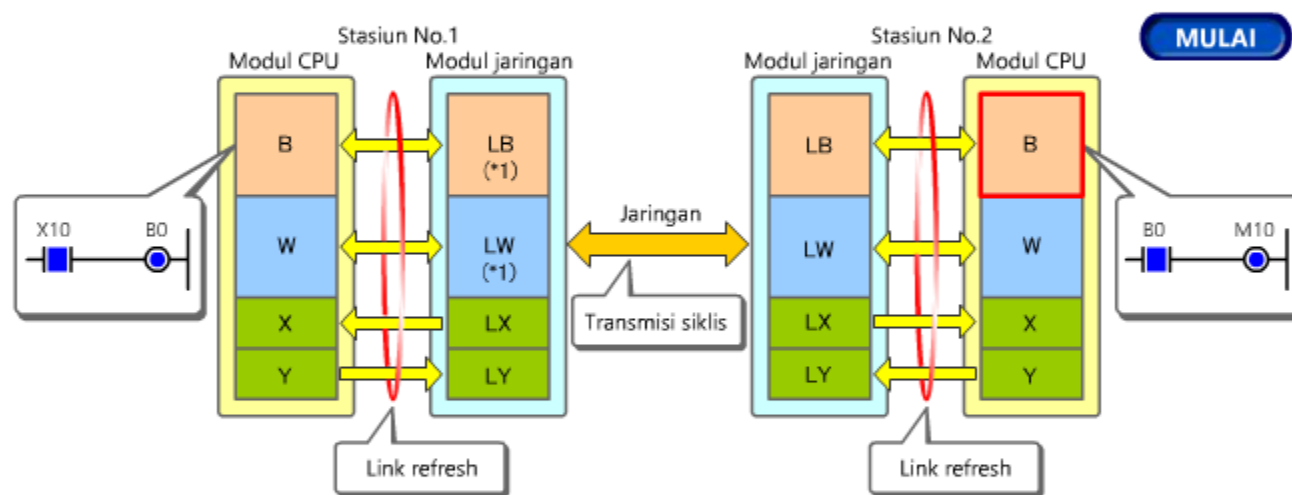 Stasiun No.1
Stasiun No.2
MULAI
Modul CPU
Modul jaringan
Modul jaringan
Modul CPU
B
LB
(*1)
LB
B
X10
B0
Jaringan
B0
M10
W
LW
(*1)
LW
W
Transmisi siklis
X
LX
LX
X
Y
LY
LY
Y
Link refresh
Link refresh